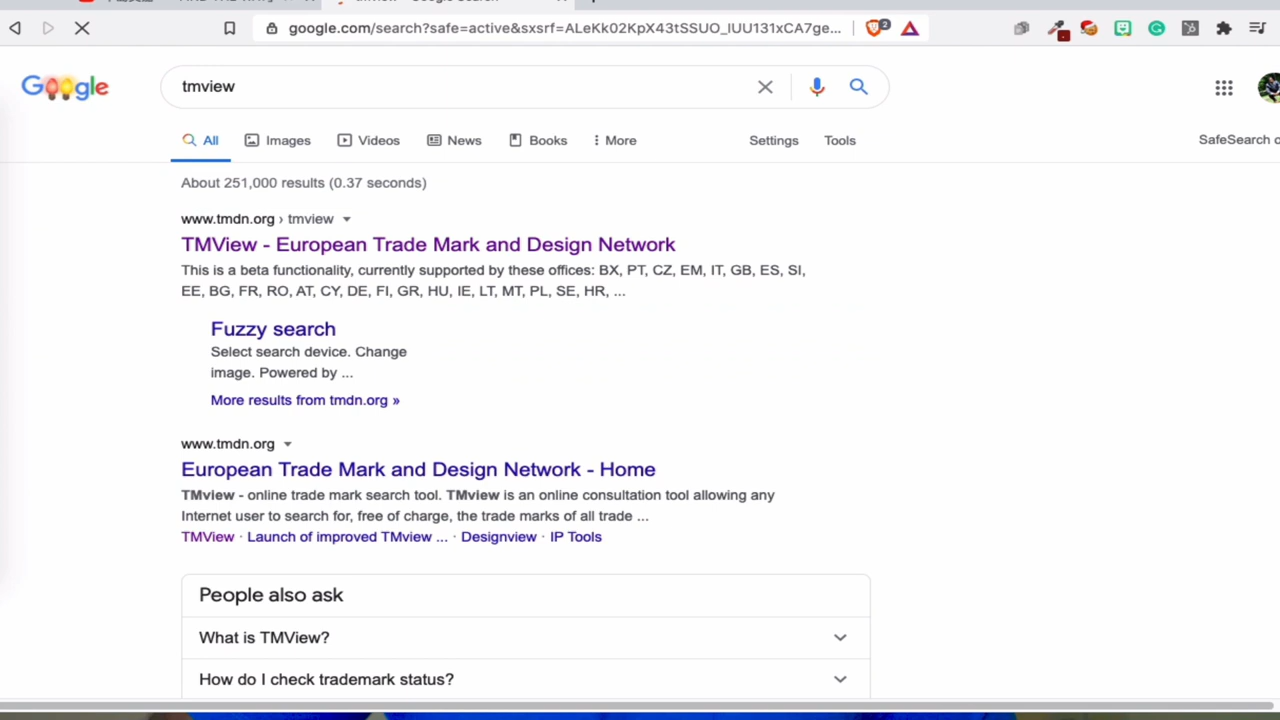 google.com/search?safe=active&sxsrf=ALeKk02KpX43tSSUO_IUU131xCA7ge...
2
Google
tmview
All Images Videos News Books More Settings Tools
SafeSearch
About 251,000 results (0.37 seconds)
www.tmdn.org › tmview
TMView - European Trade Mark and Design Network
This is a beta functionality, currently supported by these offices: BX, PT, CZ, EM, IT, GB, ES, SI,
EE, BG, FR, RO, AT, CY, DE, FI, GR, HU, IE, LT, MT, PL, SE, HR, ...
Fuzzy search
Select search device. Change
image. Powered by ...
More results from tmdn.org »
www.tmdn.org
European Trade Mark and Design Network - Home
TMview - online trade mark search tool. TMview is an online consultation tool allowing any
Internet user to search for, free of charge, the trade marks of all trade ...
TMView · Launch of improved TMview ... · Designview · IP Tools
People also ask
What is TMView?
How do I check trademark status?